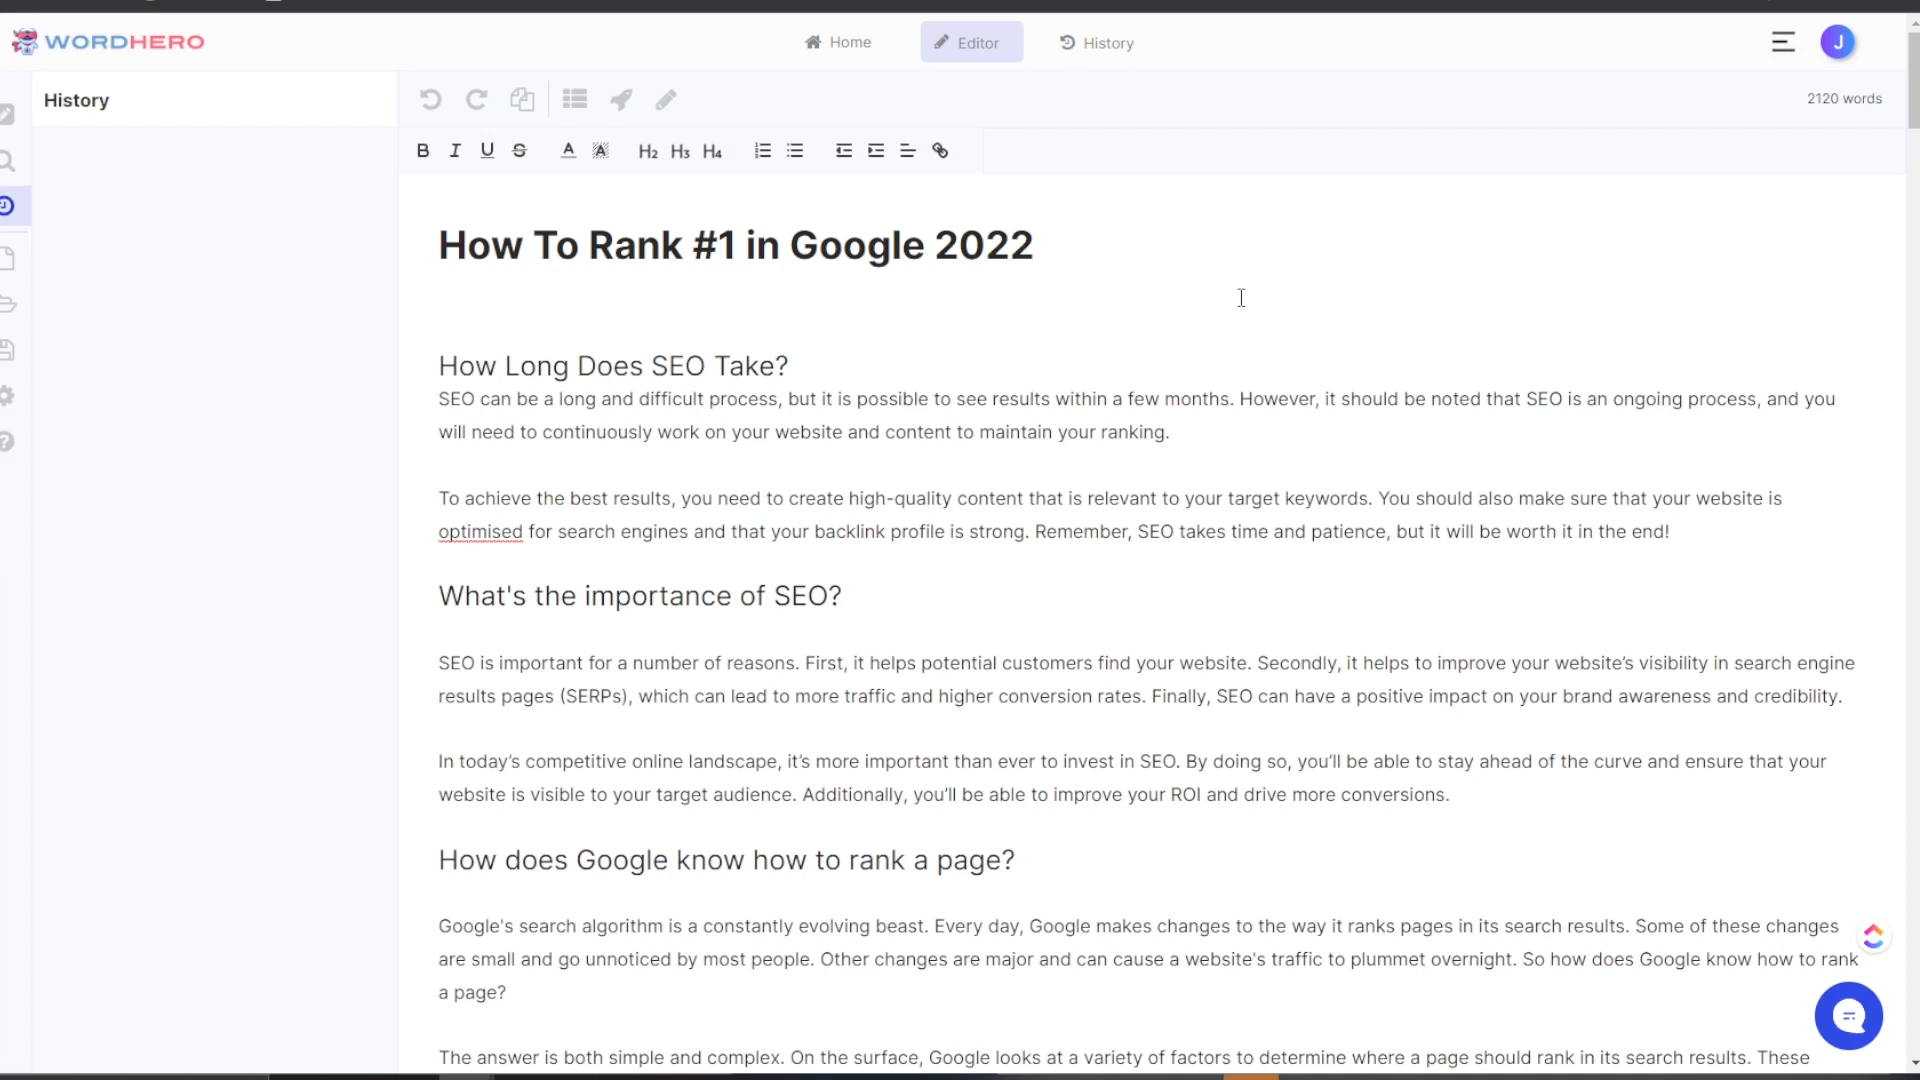 WORDHERO
Home
Editor
History
J
History
2120 words
B I U S A A H2 H3 H4
How To Rank #1 in Google 2022
How Long Does SEO Take?
SEO can be a long and difficult process, but it is possible to see results within a few months. However, it should be noted that SEO is an ongoing process, and you
will need to continuously work on your website and content to maintain your ranking.
To achieve the best results, you need to create high-quality content that is relevant to your target keywords. You should also make sure that your website is
optimised for search engines and that your backlink profile is strong. Remember, SEO takes time and patience, but it will be worth it in the end!
What's the importance of SEO?
SEO is important for a number of reasons. First, it helps potential customers find your website. Secondly, it helps to improve your website’s visibility in search engine
results pages (SERPs), which can lead to more traffic and higher conversion rates. Finally, SEO can have a positive impact on your brand awareness and credibility.
In today’s competitive online landscape, it’s more important than ever to invest in SEO. By doing so, you’ll be able to stay ahead of the curve and ensure that your
website is visible to your target audience. Additionally, you’ll be able to improve your ROI and drive more conversions.
How does Google know how to rank a page?
Google's search algorithm is a constantly evolving beast. Every day, Google makes changes to the way it ranks pages in its search results. Some of these changes
are small and go unnoticed by most people. Other changes are major and can cause a website's traffic to plummet overnight. So how does Google know how to rank
a page?
The answer is both simple and complex. On the surface, Google looks at a variety of factors to determine where a page should rank in its search results. These